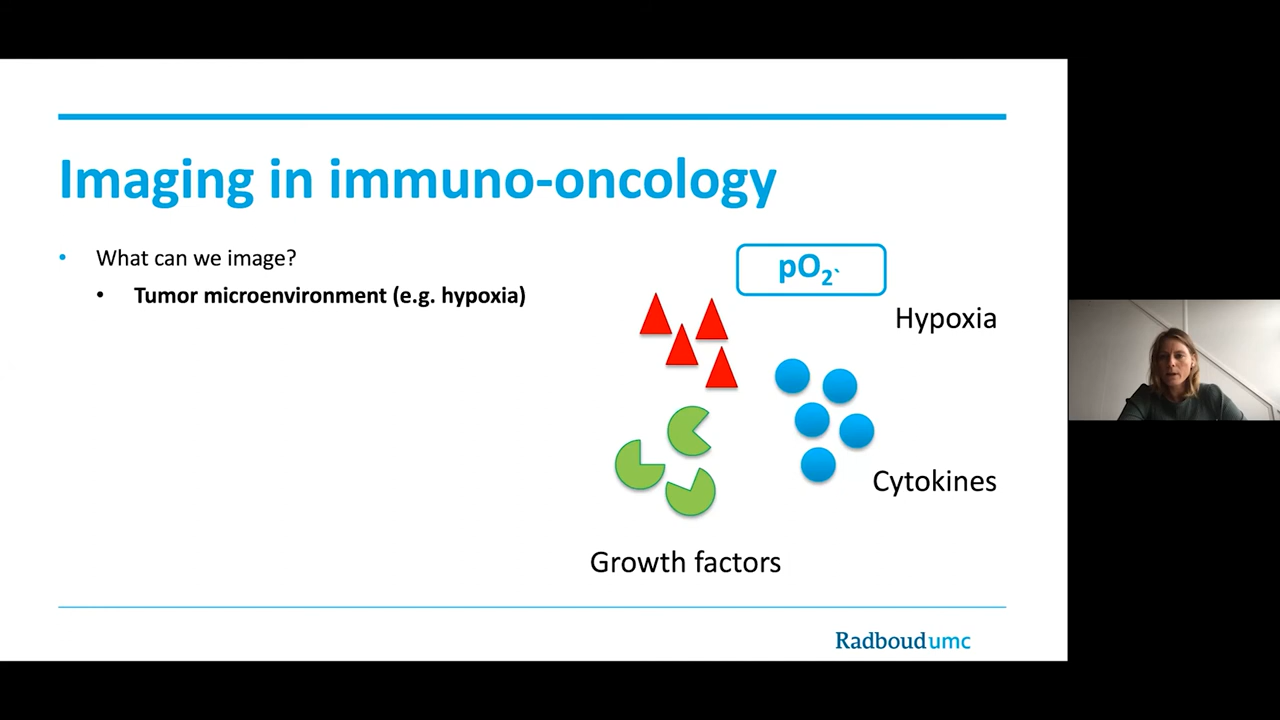 Imaging in immuno-oncology
• What can we image?
• Tumor microenvironment (e.g. hypoxia)
pO₂`
Hypoxia
Cytokines
Growth factors
Radboudumc